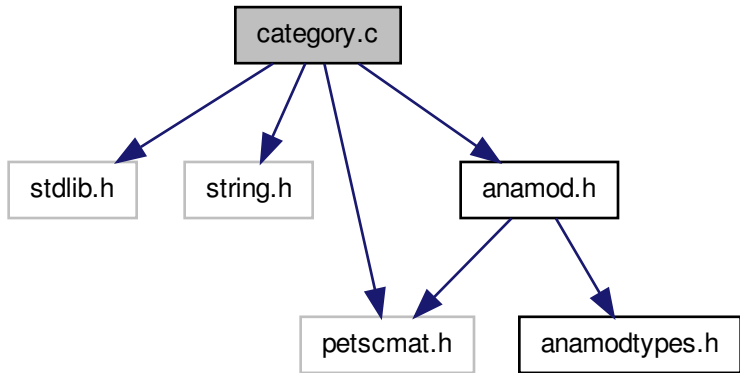 category.c
stdlib.h
string.h
anamod.h
petscmat.h
anamodtypes.h